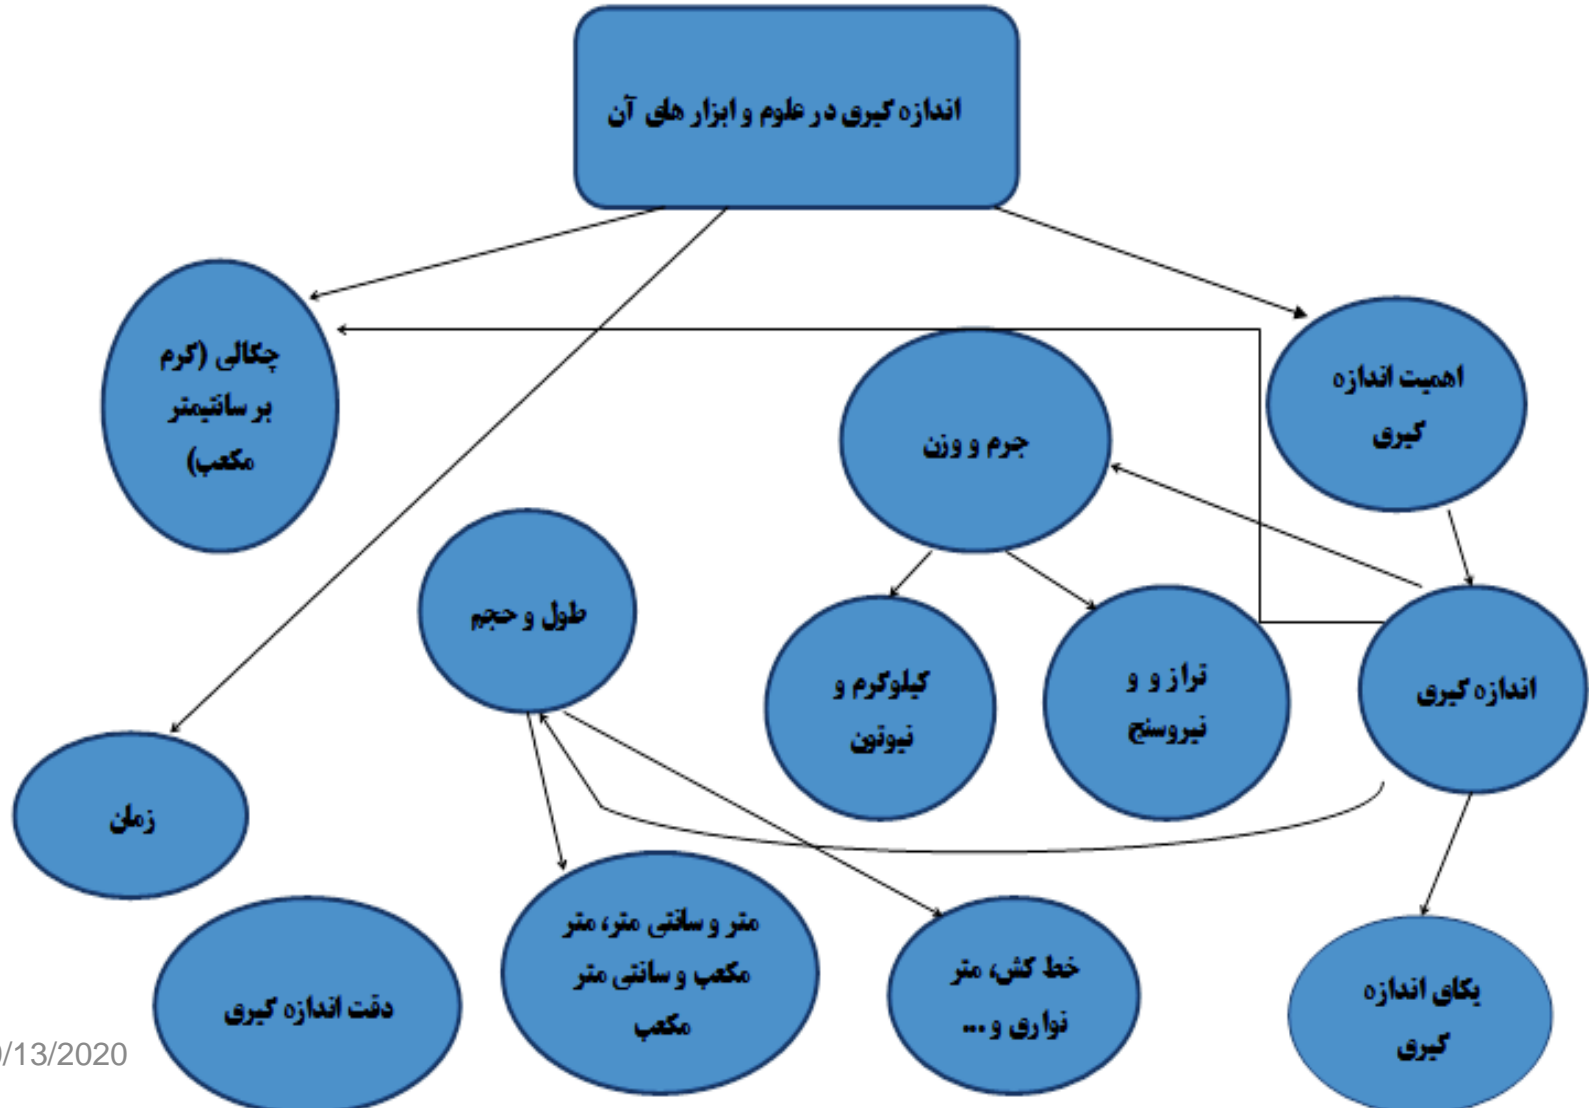 اندازه گیری در علوم و ابزار های آن
چگالی (گرم
بر سانتیمتر
مکعب)
اهمیت اندازه
گیری
جرم و وزن
طول و حجم
کیلوگرم و
نیوتون
تراز و و
نیروسنج
اندازه گیری
زمان
متر و سانتی متر، متر
مکعب و سانتی متر
مکعب
خط کش، متر
نواری و ...
یکای اندازه
گیری
دقت اندازه گیری
0/13/2020